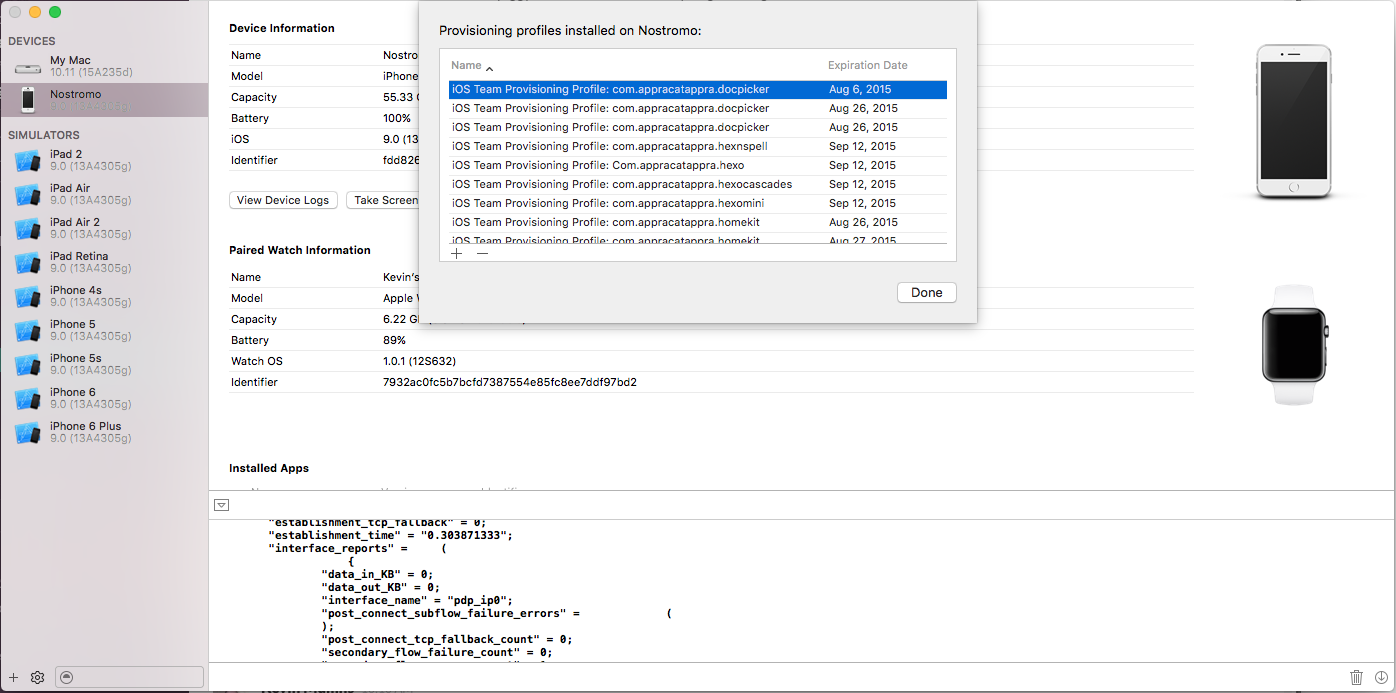 DEVICES
My Mac
10.11 (15A235d)
Nostromo
SIMULATORS
iPad 2
9.0 (13A4305g)
iPad Air
9.0 (13A4305g)
iPad Air 2
9.0 (13A4305g)
iPad Retina
9.0 (13A4305g)
iPhone 4s
9.0 (13A4305g)
iPhone 5
9.0 (13A4305g)
iPhone 5s
9.0 (13A4305g)
iPhone 6
9.0 (13A4305g)
iPhone 6 Plus
9.0 (13A4305g)
Device Information
Name Nostro
Model iPhone
Capacity 55.33 G
Battery 100%
iOS 9.0 (13
Identifier fdd826
View Device Logs Take Screen
Provisioning profiles installed on Nostromo:
Name Expiration Date
iOS Team Provisioning Profile: com.appracatappra.docpicker Aug 6, 2015
iOS Team Provisioning Profile: com.appracatappra.docpicker Aug 26, 2015
iOS Team Provisioning Profile: com.appracatappra.docpicker Aug 26, 2015
iOS Team Provisioning Profile: com.appracatappra.hexnspell Sep 12, 2015
iOS Team Provisioning Profile: Com.appracatappra.hexo Sep 12, 2015
iOS Team Provisioning Profile: com.appracatappra.hexocascades Sep 12, 2015
iOS Team Provisioning Profile: com.appracatappra.hexomini Sep 12, 2015
iOS Team Provisioning Profile: com.appracatappra.homekit Aug 26, 2015
iOS Team Provisioning Profile: com.appracatappra.homekit Aug 27, 2015
Done
Paired Watch Information
Name Kevin's
Model Apple W
Capacity 6.22 G
Battery 89%
Watch OS 1.0.1 (12S632)
Identifier 7932ac0fc5b7bcfd7387554e85fc8ee7ddf97bd2
Installed Apps
"establishment_tcp_fallback" = 0;
"establishment_time" = "0.303871333";
"interface_reports" = (
{
"data_in_KB" = 0;
"data_out_KB" = 0;
"interface_name" = "pdp_ip0";
"post_connect_subflow_failure_errors" = (
);
"post_connect_tcp_fallback_count" = 0;
"secondary_flow_failure_count" = 0;